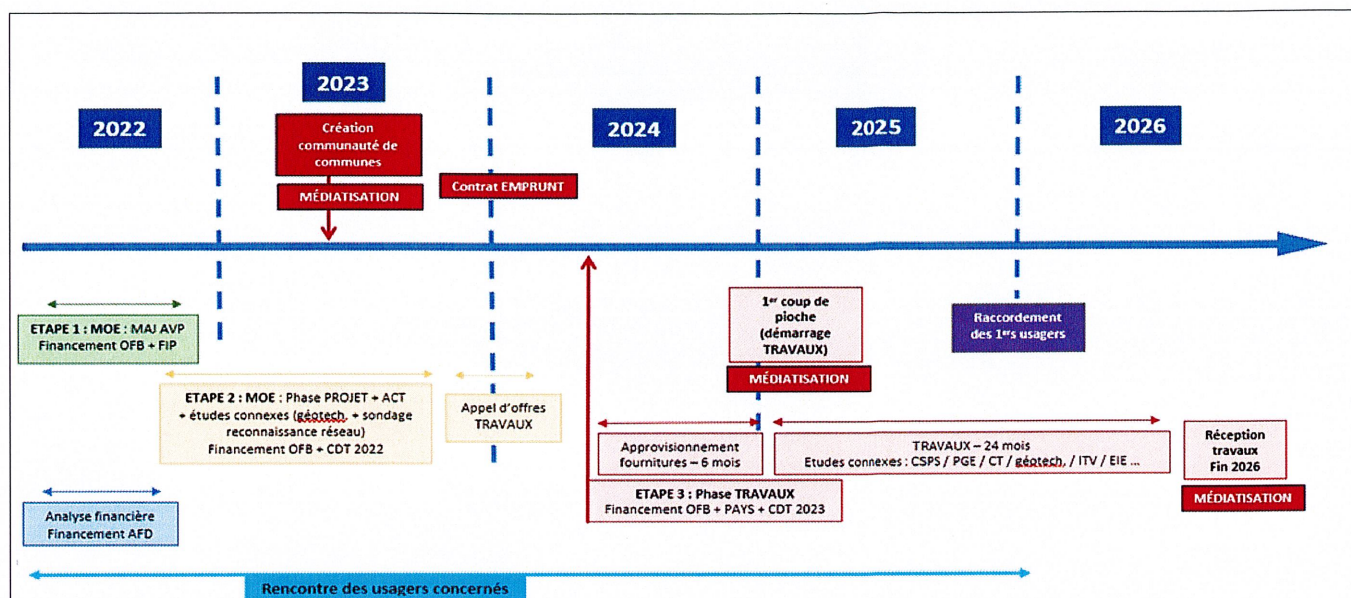 2022
2023
2024
2025
2026
Création
communauté de
communes
MÉDIATISATION
Contrat EMPRUNT
ETAPE 1 : MOE : MAJ AVP
Financement OFB + FIP
ETAPE 2 : MOE : Phase PROJET + ACT
+ études connexes (géotech. + sondage
reconnaissance réseau)
Financement OFB + CDT 2022
Appel d'offres
TRAVAUX
1er coup de
pioche
(démarrage
TRAVAUX)
MÉDIATISATION
Raccordement
des 1ers usagers
Approvisionnement
fournitures – 6 mois
TRAVAUX – 24 mois
Etudes connexes : CSPS / PGE / CT / géotech. / ITV / EIE ...
Réception
travaux
Fin 2026
MÉDIATISATION
ETAPE 3 : Phase TRAVAUX
Financement OFB + PAYS + CDT 2023
Analyse financière
Financement AFD
Rencontre des usagers concernés